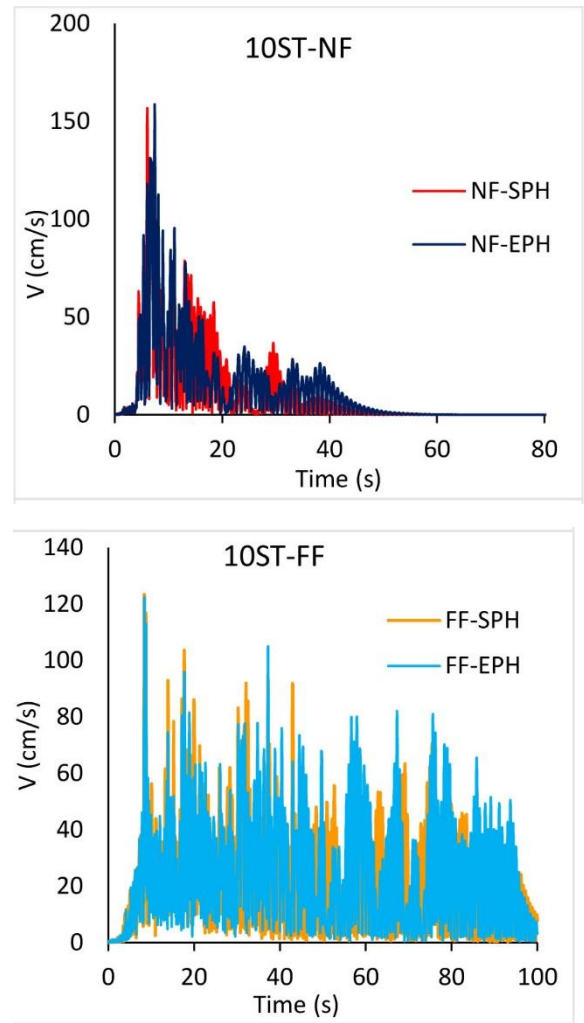 10ST-NF
200
150
100
50
0
V (cm/s)
NF-SPH
NF-EPH
0 20 40 60 80
Time (s)
10ST-FF
140
120
100
80
60
40
20
0
V (cm/s)
FF-SPH
FF-EPH
0 20 40 60 80 100
Time (s)